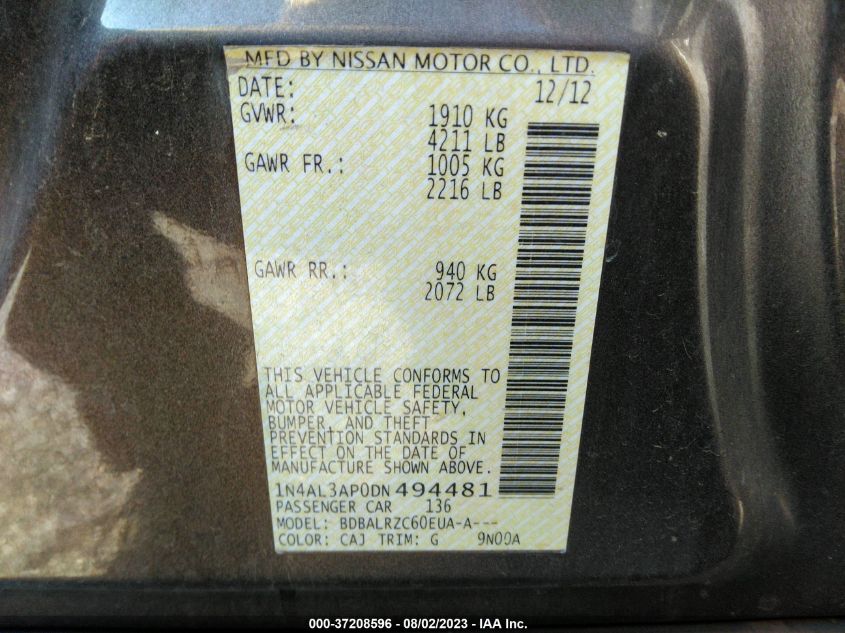 MFD BY NISSAN MOTOR CO., LTD.
DATE: 12/12
GVWR: 1910 KG
4211 LB
GAWR FR.: 1005 KG
2216 LB
GAWR RR.: 940 KG
2072 LB
THIS VEHICLE CONFORMS TO
ALL APPLICABLE FEDERAL
MOTOR VEHICLE SAFETY,
BUMPER, AND THEFT
PREVENTION STANDARDS IN
EFFECT ON THE DATE OF
MANUFACTURE SHOWN ABOVE.
1N4AL3AP0DN494481
PASSENGER CAR 136
MODEL: BDBALRZC60EUA-A---
COLOR: CAJ TRIM: G 9N00A
000-37208596 - 08/02/2023 - IAA Inc.